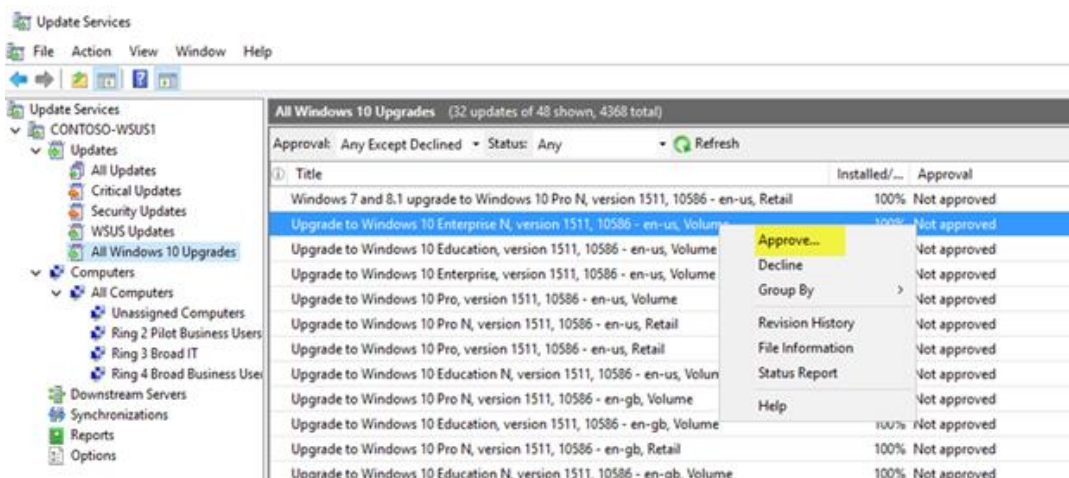 Update Services
File Action View Window Help
Update Services
CONTOSO-WSUS1
Updates
All Updates
Critical Updates
Security Updates
WSUS Updates
All Windows 10 Upgrades
Computers
All Computers
Unassigned Computers
Ring 2 Pilot Business Users
Ring 3 Broad IT
Ring 4 Broad Business
Downstream Servers
Synchronizations
Reports
Options
All Windows 10 Upgrades (32 updates of 48 shown, 4368 total)
Approval: Any Except Declined Status: Any Refresh
Title Installed/... Approval
Windows 7 and 8.1 upgrade to Windows 10 Pro N, version 1511, 10586 - en-us, Retail 100% Not approved
Upgrade to Windows 10 Enterprise N, version 1511, 10586 - en-us, Volume 100% Not approved
Upgrade to Windows 10 Education, version 1511, 10586 - en-us, Volume Not approved
Upgrade to Windows 10 Enterprise, version 1511, 10586 - en-us, Volume Not approved
Upgrade to Windows 10 Pro, version 1511, 10586 - en-us, Volume Not approved
Upgrade to Windows 10 Pro N, version 1511, 10586 - en-us, Retail Not approved
Upgrade to Windows 10 Pro, version 1511, 10586 - en-us, Retail Not approved
Upgrade to Windows 10 Education N, version 1511, 10586 - en-us, Volum Not approved
Upgrade to Windows 10 Pro N, version 1511, 10586 - en-gb, Volume Not approved
Upgrade to Windows 10 Education, version 1511, 10586 - en-gb, Volume 100% Not approved
Upgrade to Windows 10 Pro N, version 1511, 10586 - en-gb, Retail 100% Not approved
Upgrade to Windows 10 Education N, version 1511, 10586 - en-gb, Volume 100% Not approved
Approve...
Decline
Group By
Revision History
File Information
Status Report
Help